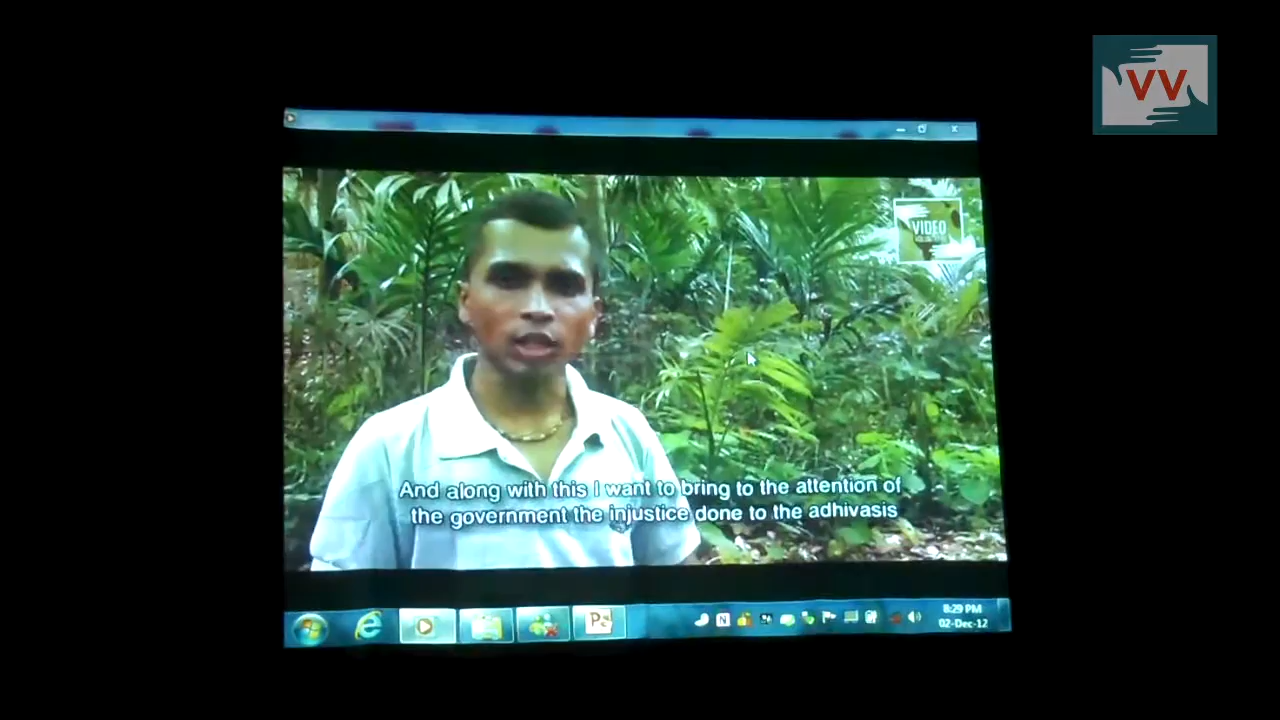 VV
VIDEO
And along with this I want to bring to the attention of
the government the injustice done to the adhivasis
N
8:29 PM
02-Dec-12